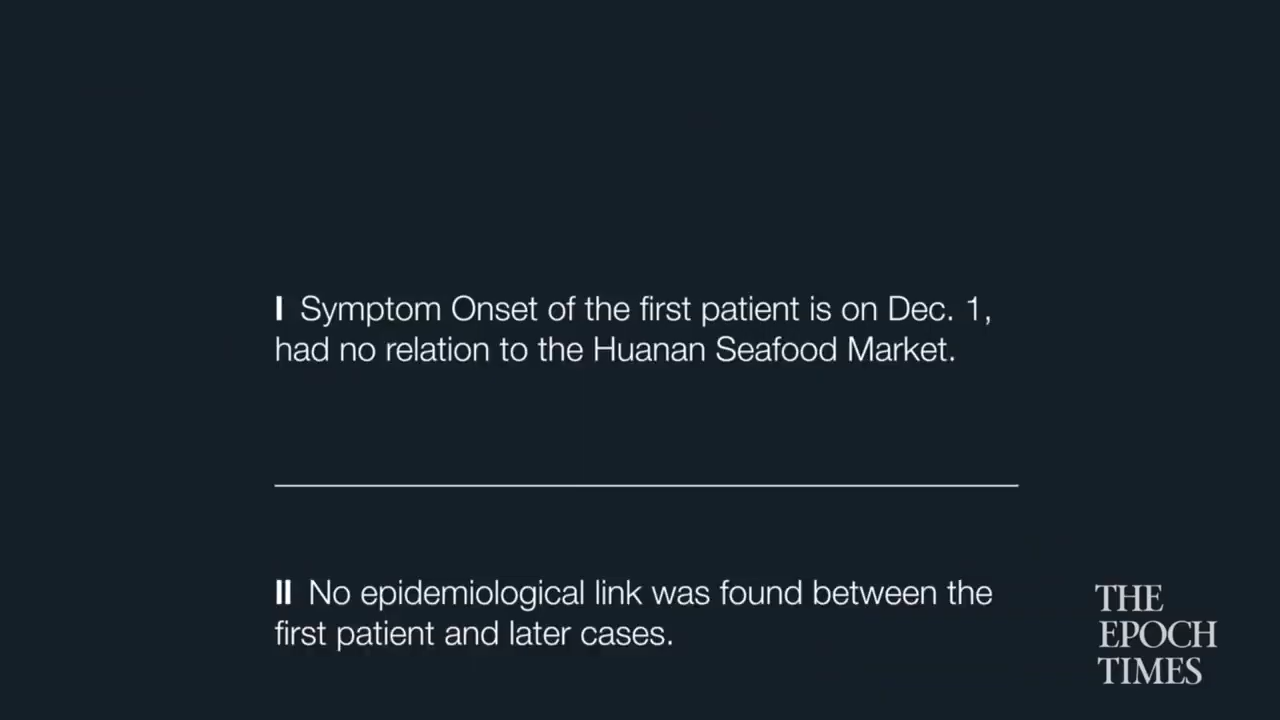 I Symptom Onset of the first patient is on Dec. 1,
had no relation to the Huanan Seafood Market.
II No epidemiological link was found between the
first patient and later cases.
THE
EPOCH
TIMES